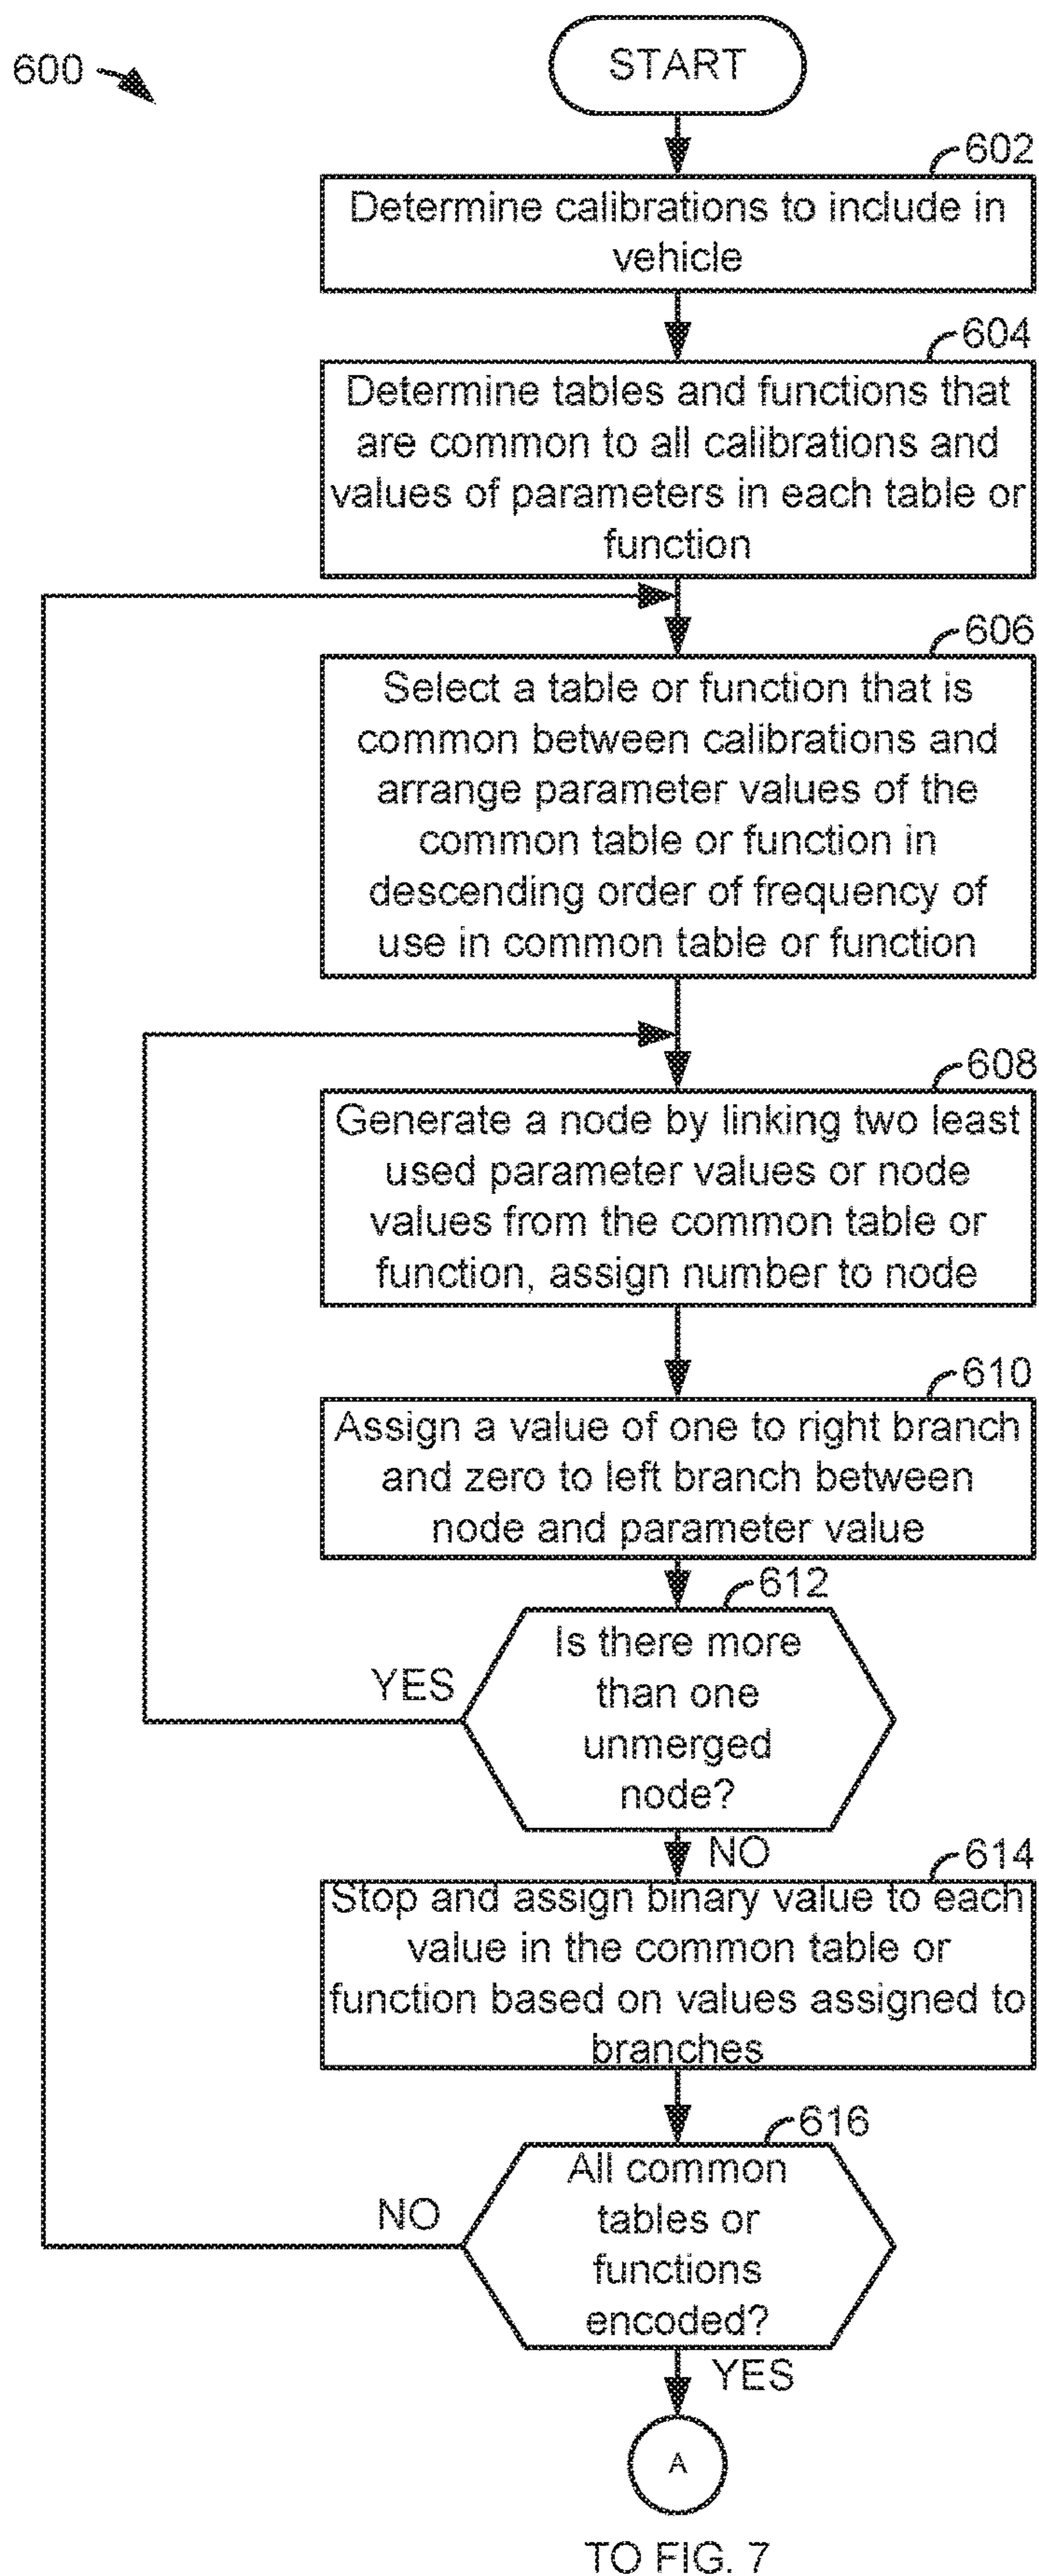 600
START
602
Determine calibrations to include in
vehicle
604
Determine tables and functions that
are common to all calibrations and
values of parameters in each table or
function
606
Select a table or function that is
common between calibrations and
arrange parameter values of the
common table or function in
descending order of frequency of
use in common table or function
608
Generate a node by linking two least
used parameter values or node
values from the common table or
function, assign number to node
610
Assign a value of one to right branch
and zero to left branch between
node and parameter value
612
Is there more
than one
unmerged
node?
YES
NO
614
Stop and assign binary value to each
value in the common table or
function based on values assigned to
branches
616
All common
tables or
functions
encoded?
NO
YES
A
TO FIG. 7